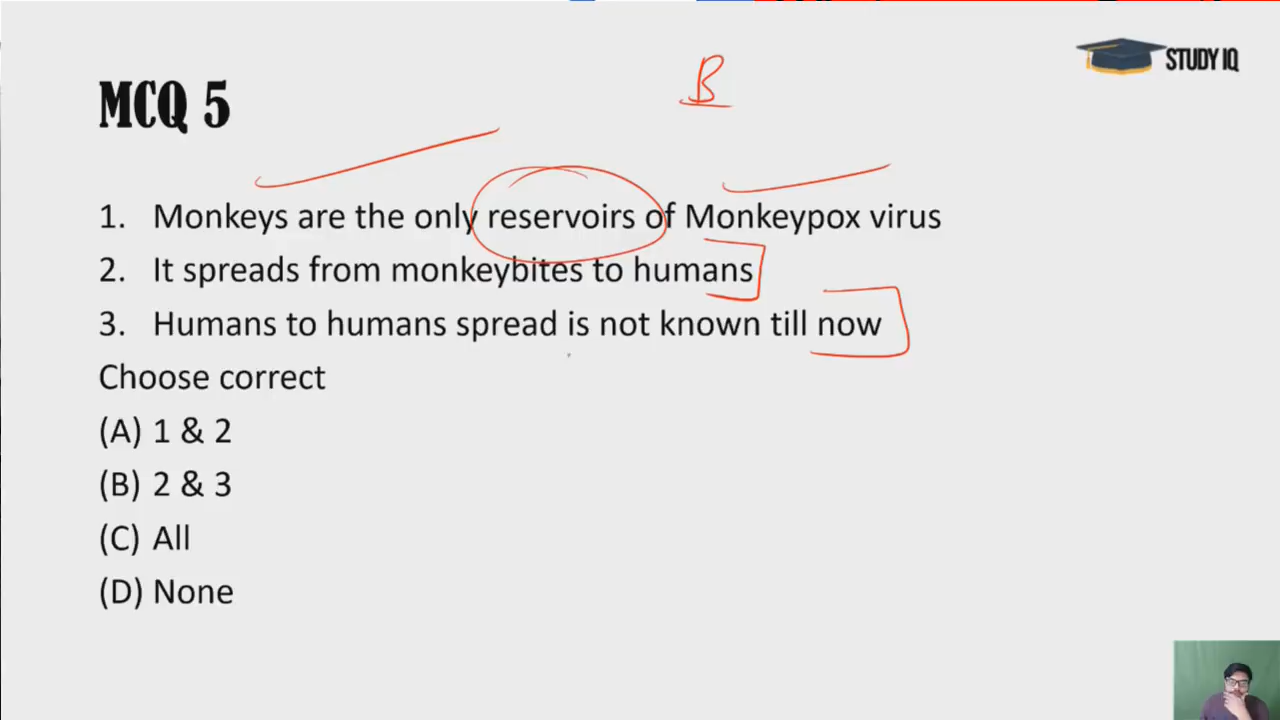 STUDY IQ
B
MCQ 5
1. Monkeys are the only reservoirs of Monkeypox virus
2. It spreads from monkeybites to humans
3. Humans to humans spread is not known till now
Choose correct
(A) 1 & 2
(B) 2 & 3
(C) All
(D) None